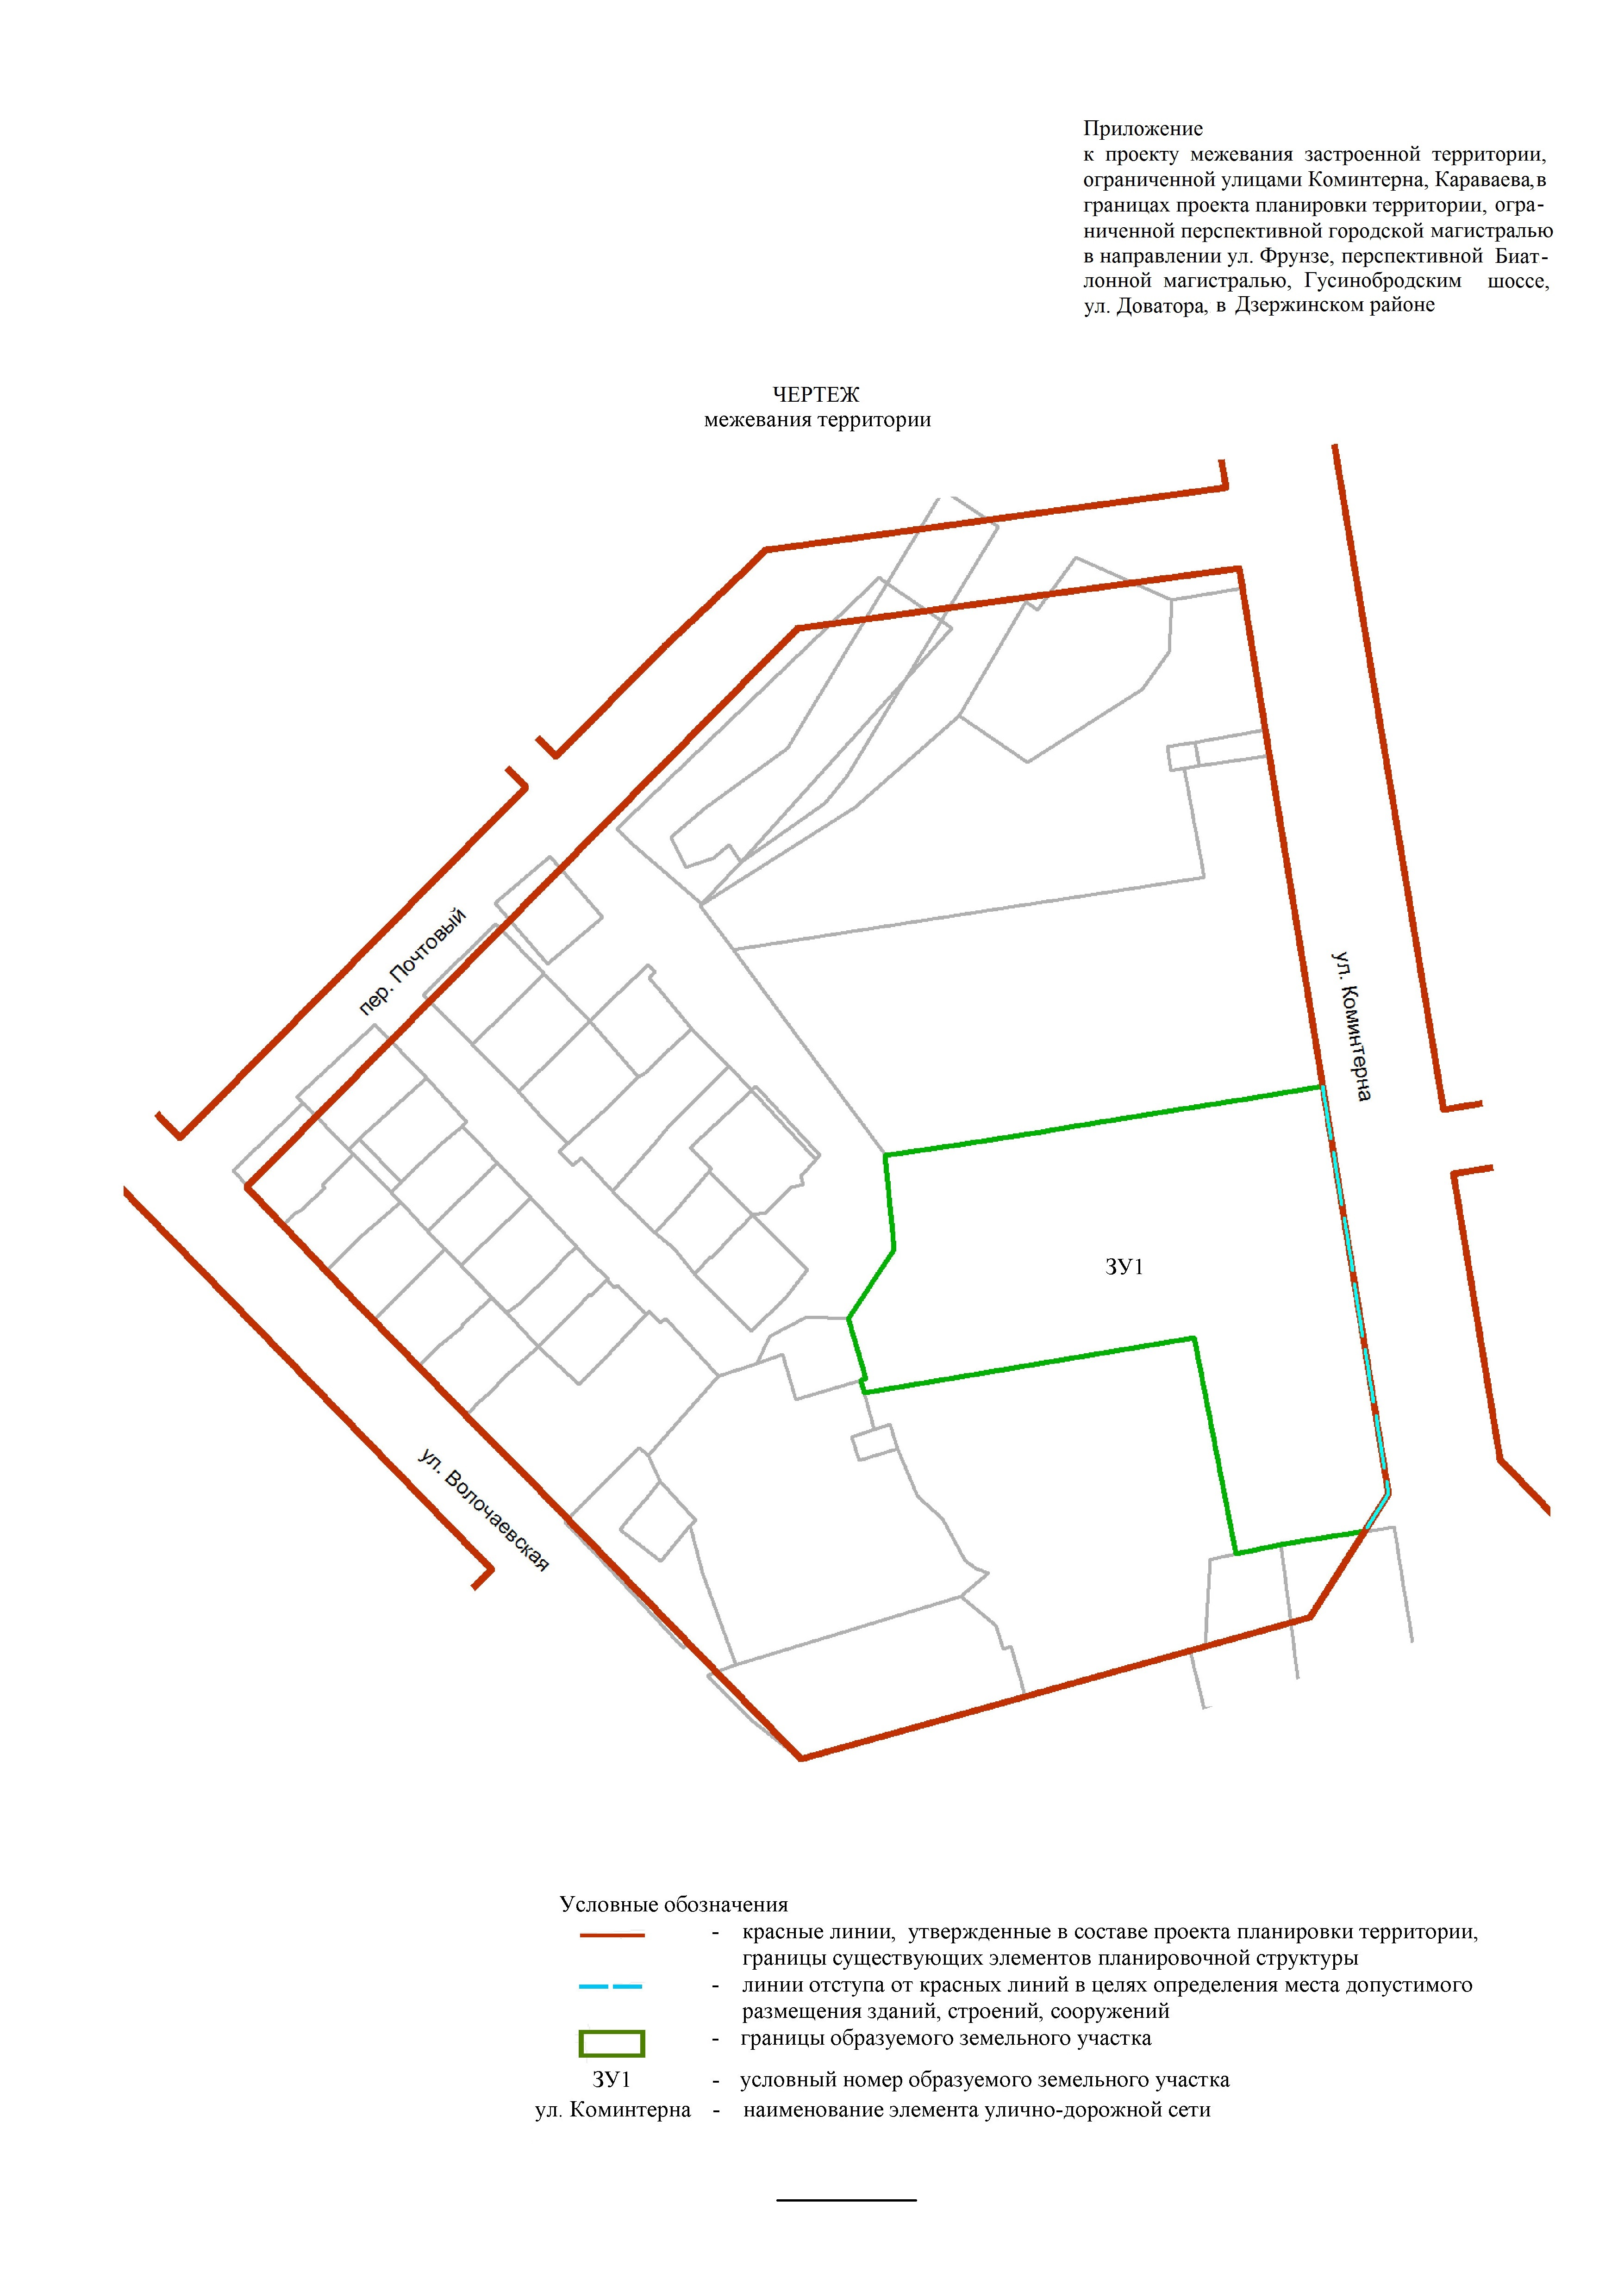 Приложение
к проекту межевания застроенной территории,
ограниченной улицами Коминтерна, Караваева, в
границах проекта планировки территории, огра-
ниченной перспективной городской магистралью
в направлении ул. Фрунзе, перспективной Биат-
лонной магистралью, Гусинобродским шоссе,
ул. Доватора, в Дзержинском районе
ЧЕРТЕЖ
межевания территории
пер. Почтовый
ул. Коминтерна
ЗУ1
ул. Волочаевская
Условные обозначения
- красные линии, утвержденные в составе проекта планировки территории,
границы существующих элементов планировочной структуры
- линии отступа от красных линий в целях определения места допустимого
размещения зданий, строений, сооружений
- границы образуемого земельного участка
ЗУ1 - условный номер образуемого земельного участка
ул. Коминтерна - наименование элемента улично-дорожной сети